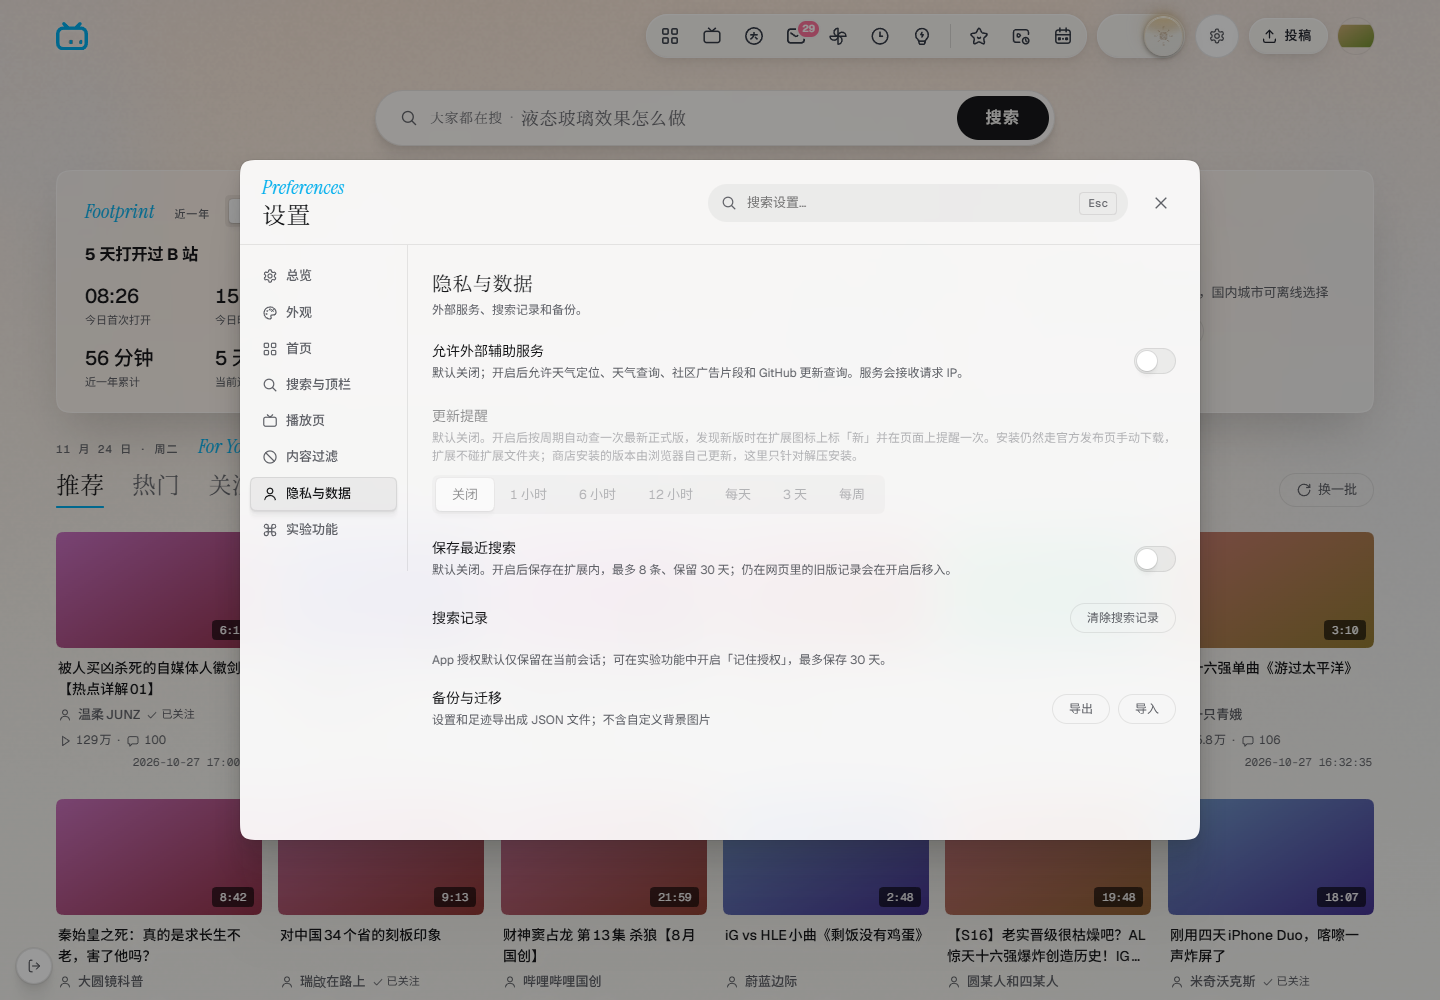 29
投稿
大家都在搜 · 液态玻璃效果怎么做
搜索
Footprint 近一年
5 天打开过 B 站
08:26
今日首次打开
56 分钟
近一年累计
，国内城市可离线选择
Preferences
设置
搜索设置…
Esc
总览
外观
首页
搜索与顶栏
播放页
内容过滤
隐私与数据
实验功能
隐私与数据
外部服务、搜索记录和备份。
允许外部辅助服务
默认关闭；开启后允许天气定位、天气查询、社区广告片段和 GitHub 更新查询。服务会接收请求 IP。
更新提醒
默认关闭。开启后按周期自动查一次最新正式版，发现新版时在扩展图标上标「新」并在页面上提醒一次。安装仍然走官方发布页手动下载，
扩展不碰扩展文件夹；商店安装的版本由浏览器自己更新，这里只针对解压安装。
关闭 1 小时 6 小时 12 小时 每天 3 天 每周
保存最近搜索
默认关闭。开启后保存在扩展内，最多 8 条、保留 30 天；仍在网页里的旧版记录会在开启后移入。
搜索记录
清除搜索记录
App 授权默认仅保留在当前会话；可在实验功能中开启「记住授权」，最多保存 30 天。
备份与迁移
设置和足迹导出成 JSON 文件；不含自定义背景图片
导出 导入
11 月 24 日 · 周二
推荐 热门
换一批
被人买凶杀死的自媒体人徽剑
【热点详解01】
温柔JUNZ 已关注
129万 · 100
2026-10-27 17:00
3:10
十六强单曲《游过太平洋》
只青娥
106
2026-10-27 16:32:35
8:42
秦始皇之死：真的是求长生不
老，害了他吗？
大圆镜科普
9:13
对中国34个省的刻板印象
瑞啟在路上 已关注
21:59
财神窦占龙 第13集 杀狼【8月
国创】
哔哩哔哩国创
2:48
iG vs HLE小曲《剩饭没有鸡蛋》
蔚蓝边际
19:48
【S16】老实晋级很枯燥吧？AL
惊天十六强爆炸创造历史！IG…
圆某人和四某人
18:07
刚用四天iPhone Duo，喀嚓一
声炸屏了
米奇沃克斯 已关注